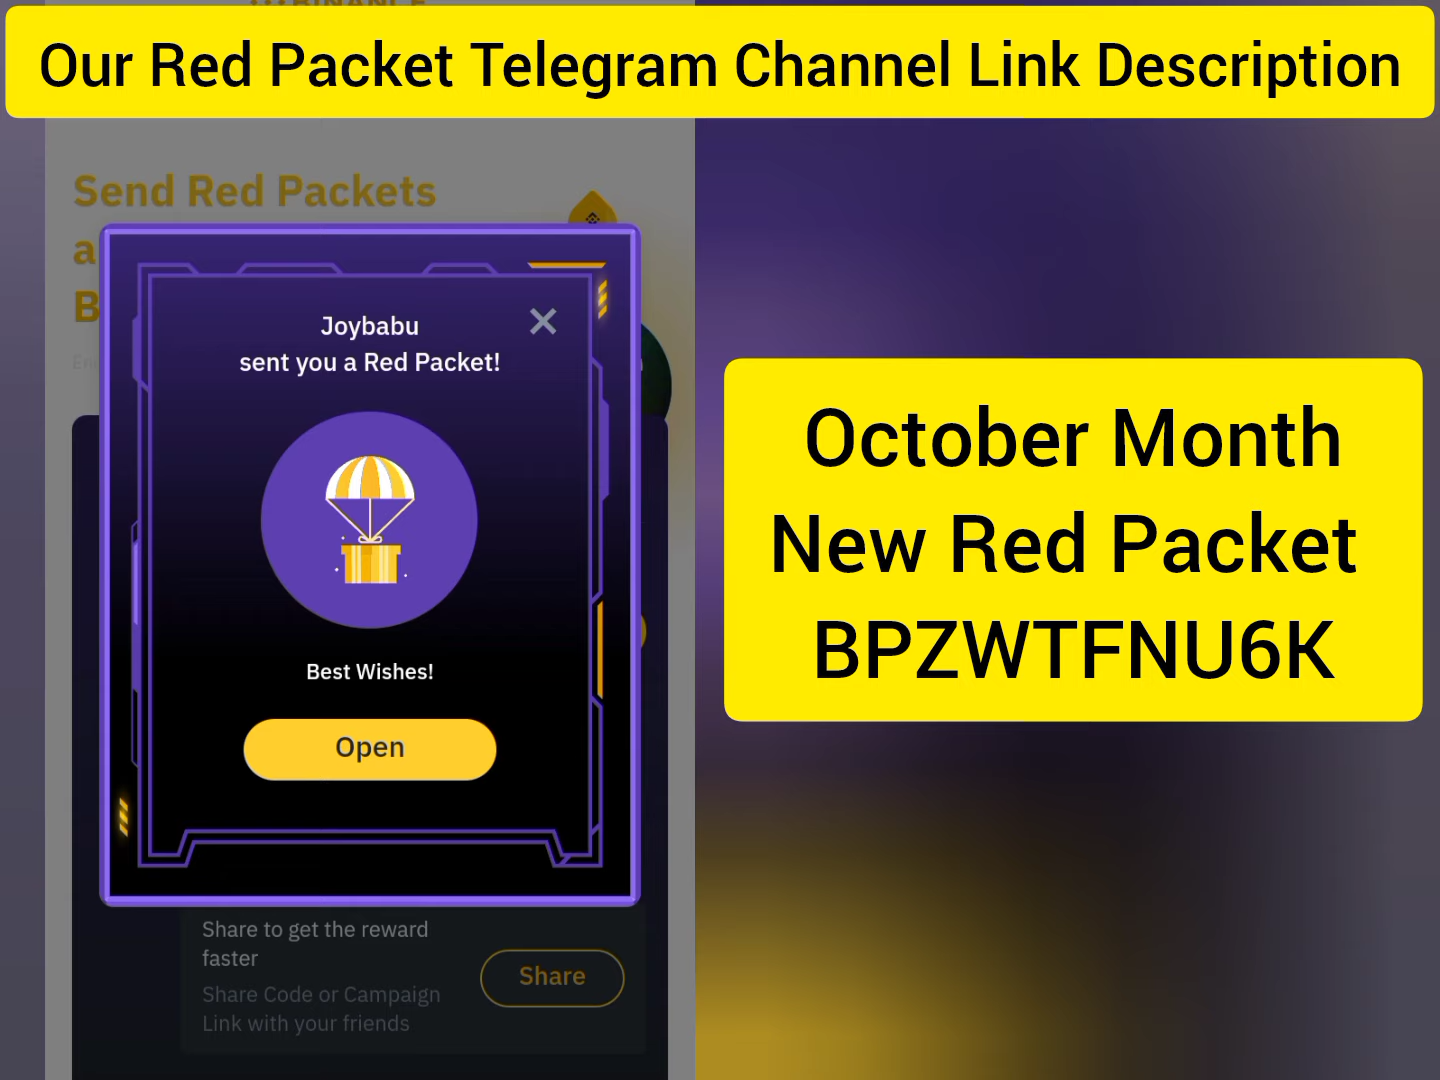 BINANCE
Our Red Packet Telegram Channel Link Description
Send Red Packets
a
B
Joybabu
sent you a Red Packet!
Best Wishes!
Open
Share to get the reward
faster
Share
Share Code or Campaign
Link with your friends
October Month
New Red Packet
BPZWTFNU6K